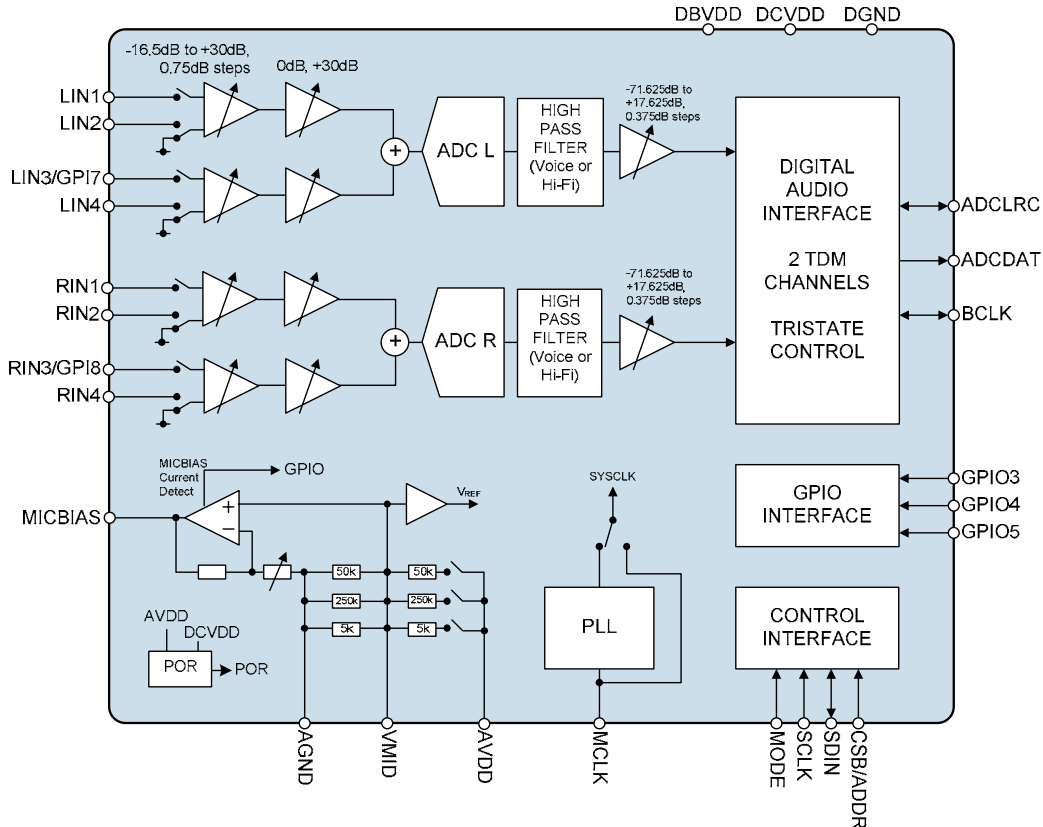 DBVDD DCVDD DGND
-16.5dB to +30dB,
0.75dB steps
0dB, +30dB
LIN1
LIN2
LIN3/GPI7
LIN4
+
ADC L
HIGH
PASS
FILTER
(Voice or
Hi-Fi)
-71.625dB to
+17.625dB,
0.375dB steps
RIN1
RIN2
RIN3/GPI8
RIN4
+
ADC R
HIGH
PASS
FILTER
(Voice or
Hi-Fi)
-71.625dB to
+17.625dB,
0.375dB steps
DIGITAL
AUDIO
INTERFACE
2 TDM
CHANNELS
TRISTATE
CONTROL
ADCLRC
ADCDAT
BCLK
MICBIAS
Current
Detect
GPIO
MICBIAS
+
−
VREF
50k 50k
250k 250k
5k 5k
AVDD
DCVDD
POR
POR
SYSCLK
PLL
GPIO
INTERFACE
GPIO3
GPIO4
GPIO5
CONTROL
INTERFACE
AGND
VMID
AVDD
MCLK
MODE
SCLK
SDIN
CSB/ADDR